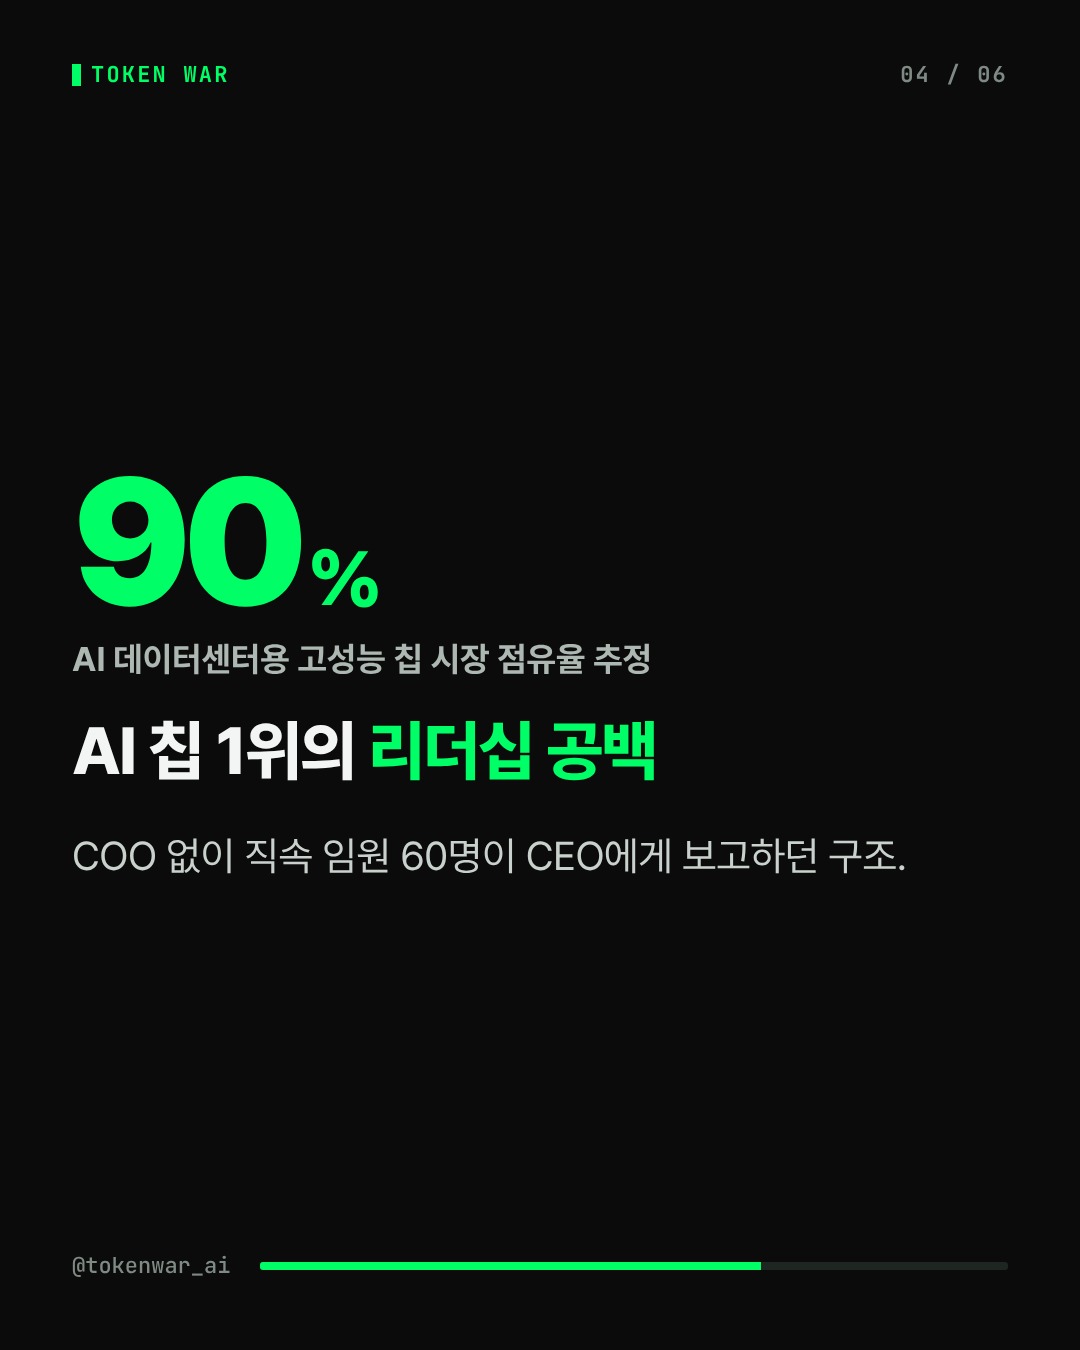 TOKEN WAR
04 / 06
90%
AI 데이터센터용 고성능 칩 시장 점유율 추정
AI 칩 1위의 리더십 공백
COO 없이 직속 임원 60명이 CEO에게 보고하던 구조.
@tokenwar_ai